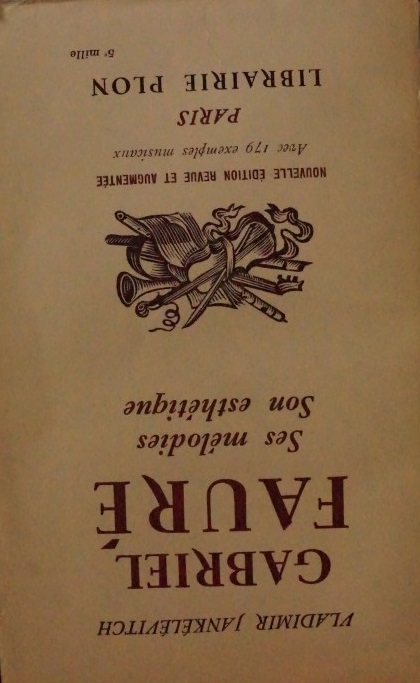 VLADIMIR JANKÉLÉVITCH
GABRIEL
FAURÉ
Ses mélodies
Son esthétique
NOUVELLE ÉDITION REVUE ET AUGMENTÉE
Avec 179 exemples musicaux
PARIS
LIBRAIRIE PLON
5e mille